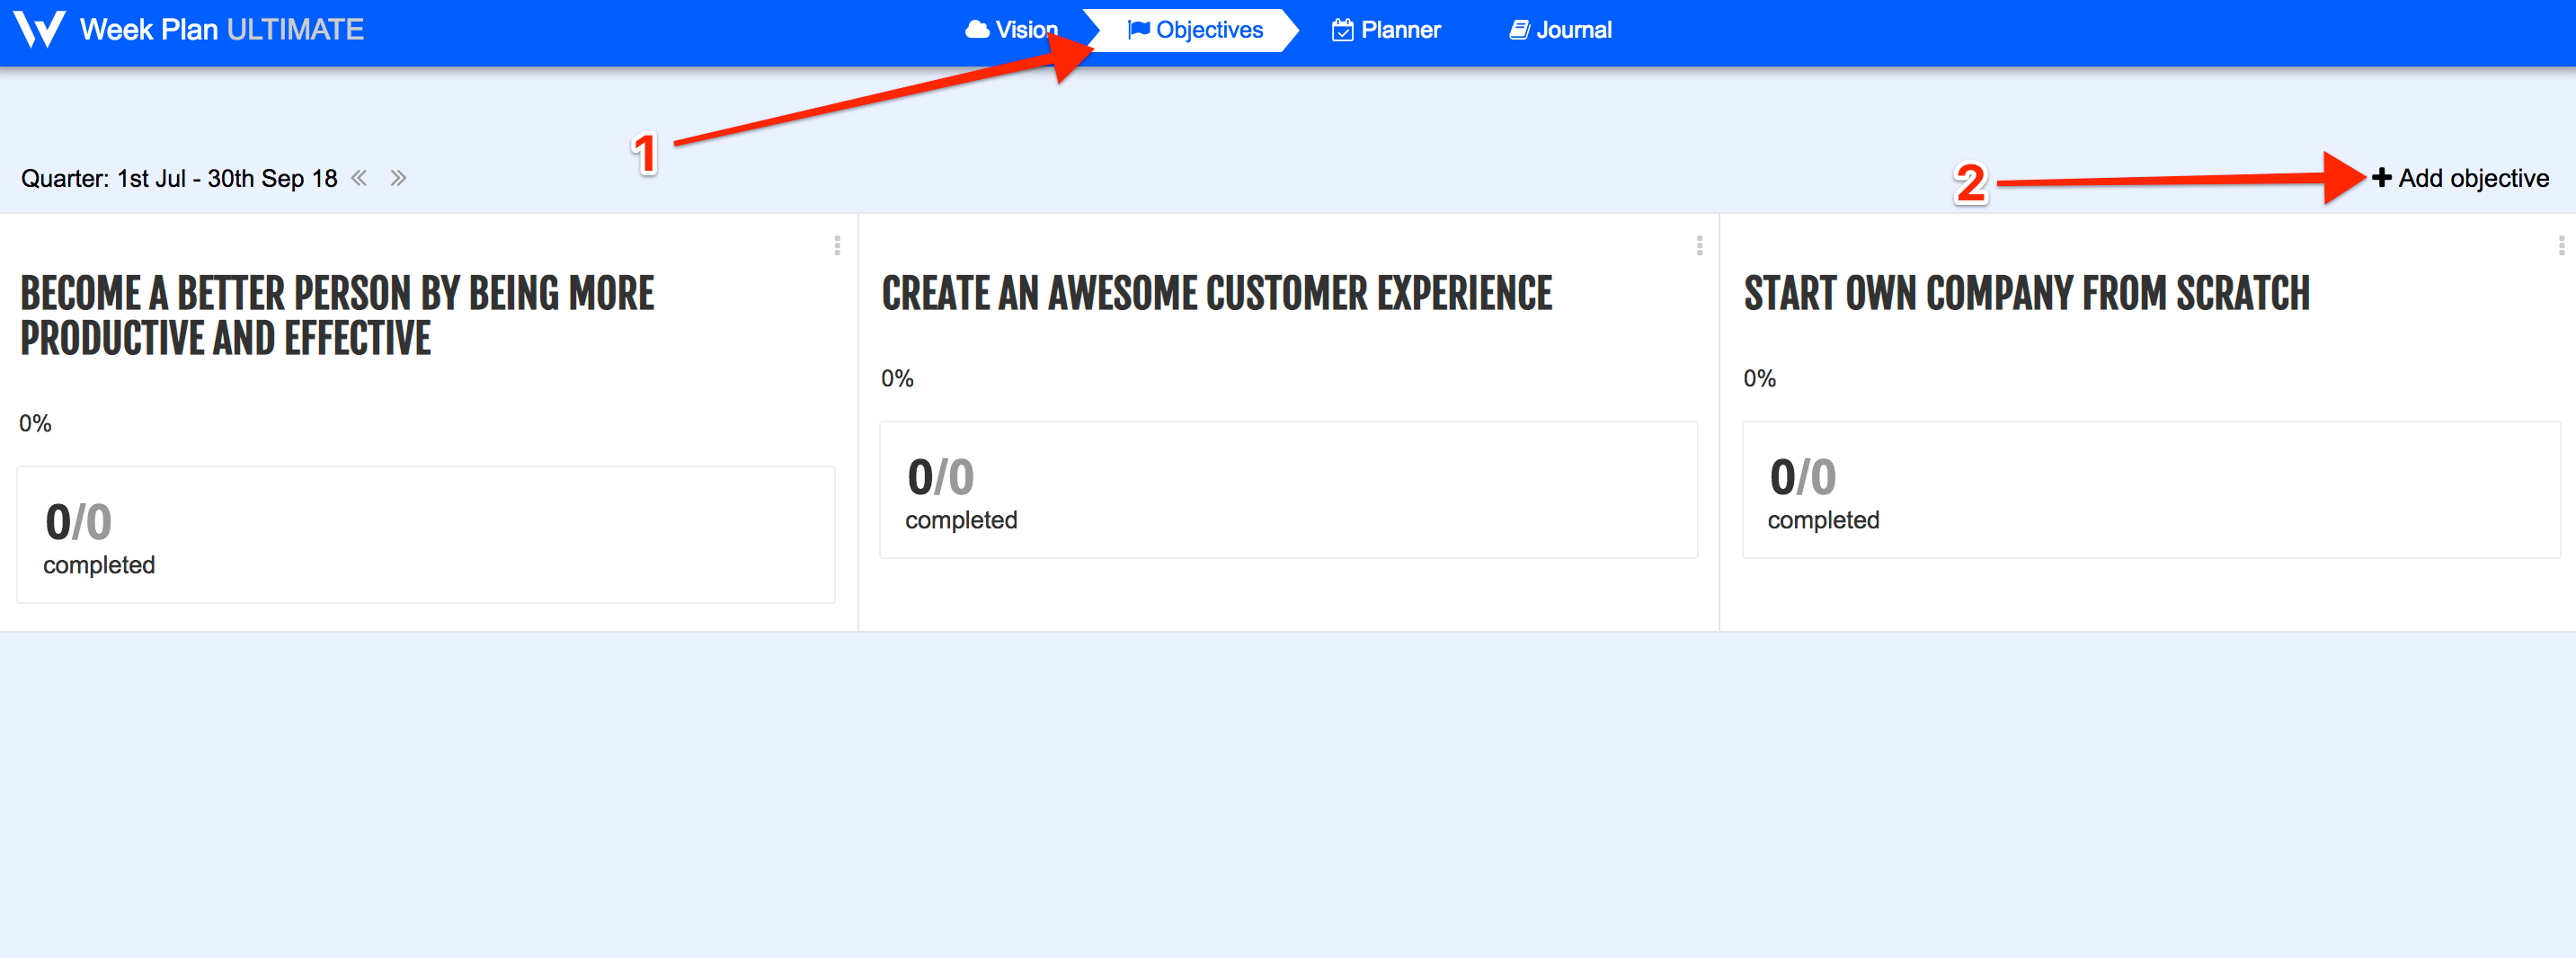 Week Plan ULTIMATE
Vision
Objectives
Planner
Journal
1
Quarter: 1st Jul - 30th Sep 18 « »
2
+ Add objective
BECOME A BETTER PERSON BY BEING MORE
PRODUCTIVE AND EFFECTIVE
0%
0/0
completed
CREATE AN AWESOME CUSTOMER EXPERIENCE
0%
0/0
completed
START OWN COMPANY FROM SCRATCH
0%
0/0
completed